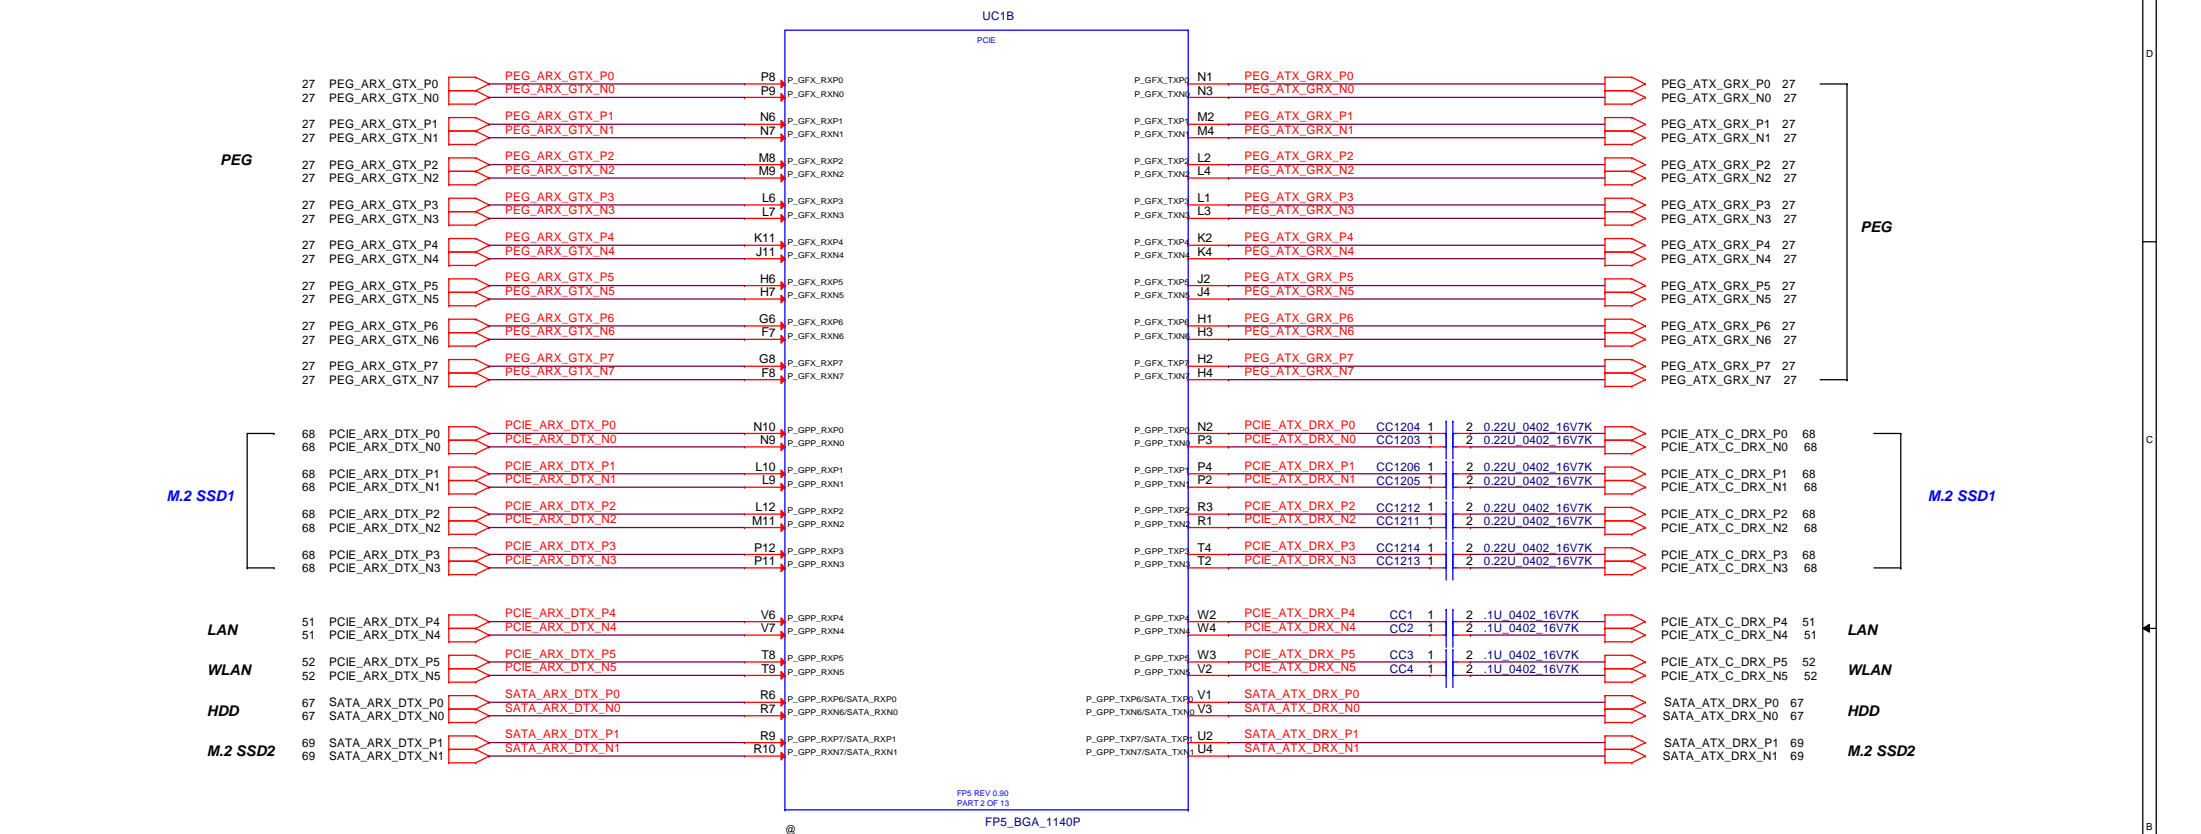 UC1B
PCIE
D
27 PEG_ARX_GTX_P0 PEG_ARX_GTX_P0 P8 P_GFX_RXP0 P_GFX_TXP0 N1 PEG_ATX_GRX_P0 PEG_ATX_GRX_P0 27
27 PEG_ARX_GTX_N0 PEG_ARX_GTX_N0 P9 P_GFX_RXN0 P_GFX_TXN0 N3 PEG_ATX_GRX_N0 PEG_ATX_GRX_N0 27
27 PEG_ARX_GTX_P1 PEG_ARX_GTX_P1 N6 P_GFX_RXP1 P_GFX_TXP1 M2 PEG_ATX_GRX_P1 PEG_ATX_GRX_P1 27
27 PEG_ARX_GTX_N1 PEG_ARX_GTX_N1 N7 P_GFX_RXN1 P_GFX_TXN1 M4 PEG_ATX_GRX_N1 PEG_ATX_GRX_N1 27
PEG
27 PEG_ARX_GTX_P2 PEG_ARX_GTX_P2 M8 P_GFX_RXP2 P_GFX_TXP2 L2 PEG_ATX_GRX_P2 PEG_ATX_GRX_P2 27
27 PEG_ARX_GTX_N2 PEG_ARX_GTX_N2 M9 P_GFX_RXN2 P_GFX_TXN2 L4 PEG_ATX_GRX_N2 PEG_ATX_GRX_N2 27
27 PEG_ARX_GTX_P3 PEG_ARX_GTX_P3 L6 P_GFX_RXP3 P_GFX_TXP3 L1 PEG_ATX_GRX_P3 PEG_ATX_GRX_P3 27
27 PEG_ARX_GTX_N3 PEG_ARX_GTX_N3 L7 P_GFX_RXN3 P_GFX_TXN3 L3 PEG_ATX_GRX_N3 PEG_ATX_GRX_N3 27
PEG
27 PEG_ARX_GTX_P4 PEG_ARX_GTX_P4 K11 P_GFX_RXP4 P_GFX_TXP4 K2 PEG_ATX_GRX_P4 PEG_ATX_GRX_P4 27
27 PEG_ARX_GTX_N4 PEG_ARX_GTX_N4 J11 P_GFX_RXN4 P_GFX_TXN4 K4 PEG_ATX_GRX_N4 PEG_ATX_GRX_N4 27
27 PEG_ARX_GTX_P5 PEG_ARX_GTX_P5 H6 P_GFX_RXP5 P_GFX_TXP5 J2 PEG_ATX_GRX_P5 PEG_ATX_GRX_P5 27
27 PEG_ARX_GTX_N5 PEG_ARX_GTX_N5 H7 P_GFX_RXN5 P_GFX_TXN5 J4 PEG_ATX_GRX_N5 PEG_ATX_GRX_N5 27
27 PEG_ARX_GTX_P6 PEG_ARX_GTX_P6 G6 P_GFX_RXP6 P_GFX_TXP6 H1 PEG_ATX_GRX_P6 PEG_ATX_GRX_P6 27
27 PEG_ARX_GTX_N6 PEG_ARX_GTX_N6 F7 P_GFX_RXN6 P_GFX_TXN6 H3 PEG_ATX_GRX_N6 PEG_ATX_GRX_N6 27
27 PEG_ARX_GTX_P7 PEG_ARX_GTX_P7 G8 P_GFX_RXP7 P_GFX_TXP7 H2 PEG_ATX_GRX_P7 PEG_ATX_GRX_P7 27
27 PEG_ARX_GTX_N7 PEG_ARX_GTX_N7 F8 P_GFX_RXN7 P_GFX_TXN7 H4 PEG_ATX_GRX_N7 PEG_ATX_GRX_N7 27
68 PCIE_ARX_DTX_P0 PCIE_ARX_DTX_P0 N10 P_GPP_RXP0 P_GPP_TXP0 N2 PCIE_ATX_DRX_P0 CC1204 1 2 0.22U_0402_16V7K PCIE_ATX_C_DRX_P0 68
68 PCIE_ARX_DTX_N0 PCIE_ARX_DTX_N0 N9 P_GPP_RXN0 P_GPP_TXN0 P3 PCIE_ATX_DRX_N0 CC1203 1 2 0.22U_0402_16V7K PCIE_ATX_C_DRX_N0 68
C
68 PCIE_ARX_DTX_P1 PCIE_ARX_DTX_P1 L10 P_GPP_RXP1 P_GPP_TXP1 P4 PCIE_ATX_DRX_P1 CC1206 1 2 0.22U_0402_16V7K PCIE_ATX_C_DRX_P1 68
68 PCIE_ARX_DTX_N1 PCIE_ARX_DTX_N1 L9 P_GPP_RXN1 P_GPP_TXN1 P2 PCIE_ATX_DRX_N1 CC1205 1 2 0.22U_0402_16V7K PCIE_ATX_C_DRX_N1 68
M.2 SSD1 M.2 SSD1
68 PCIE_ARX_DTX_P2 PCIE_ARX_DTX_P2 L12 P_GPP_RXP2 P_GPP_TXP2 R3 PCIE_ATX_DRX_P2 CC1212 1 2 0.22U_0402_16V7K PCIE_ATX_C_DRX_P2 68
68 PCIE_ARX_DTX_N2 PCIE_ARX_DTX_N2 M11 P_GPP_RXN2 P_GPP_TXN2 R1 PCIE_ATX_DRX_N2 CC1211 1 2 0.22U_0402_16V7K PCIE_ATX_C_DRX_N2 68
68 PCIE_ARX_DTX_P3 PCIE_ARX_DTX_P3 P12 P_GPP_RXP3 P_GPP_TXP3 T4 PCIE_ATX_DRX_P3 CC1214 1 2 0.22U_0402_16V7K PCIE_ATX_C_DRX_P3 68
68 PCIE_ARX_DTX_N3 PCIE_ARX_DTX_N3 P11 P_GPP_RXN3 P_GPP_TXN3 T2 PCIE_ATX_DRX_N3 CC1213 1 2 0.22U_0402_16V7K PCIE_ATX_C_DRX_N3 68
51 PCIE_ARX_DTX_P4 PCIE_ARX_DTX_P4 V6 P_GPP_RXP4 P_GPP_TXP4 W2 PCIE_ATX_DRX_P4 CC1 1 2 .1U_0402_16V7K PCIE_ATX_C_DRX_P4 51
LAN LAN
51 PCIE_ARX_DTX_N4 PCIE_ARX_DTX_N4 V7 P_GPP_RXN4 P_GPP_TXN4 W4 PCIE_ATX_DRX_N4 CC2 1 2 .1U_0402_16V7K PCIE_ATX_C_DRX_N4 51
52 PCIE_ARX_DTX_P5 PCIE_ARX_DTX_P5 T8 P_GPP_RXP5 P_GPP_TXP5 W3 PCIE_ATX_DRX_P5 CC3 1 2 .1U_0402_16V7K PCIE_ATX_C_DRX_P5 52
WLAN WLAN
52 PCIE_ARX_DTX_N5 PCIE_ARX_DTX_N5 T9 P_GPP_RXN5 P_GPP_TXN5 V2 PCIE_ATX_DRX_N5 CC4 1 2 .1U_0402_16V7K PCIE_ATX_C_DRX_N5 52
67 SATA_ARX_DTX_P0 SATA_ARX_DTX_P0 R6 P_GPP_RXP6/SATA_RXP0 P_GPP_TXP6/SATA_TXP0 V1 SATA_ATX_DRX_P0 SATA_ATX_DRX_P0 67
HDD HDD
67 SATA_ARX_DTX_N0 SATA_ARX_DTX_N0 R7 P_GPP_RXN6/SATA_RXN0 P_GPP_TXN6/SATA_TXN0 V3 SATA_ATX_DRX_N0 SATA_ATX_DRX_N0 67
69 SATA_ARX_DTX_P1 SATA_ARX_DTX_P1 R9 P_GPP_RXP7/SATA_RXP1 P_GPP_TXP7/SATA_TXP1 U2 SATA_ATX_DRX_P1 SATA_ATX_DRX_P1 69
M.2 SSD2 M.2 SSD2
69 SATA_ARX_DTX_N1 SATA_ARX_DTX_N1 R10 P_GPP_RXN7/SATA_RXN1 P_GPP_TXN7/SATA_TXN1 U4 SATA_ATX_DRX_N1 SATA_ATX_DRX_N1 69
FP5 REV 0.90
PART 2 OF 13
FP5_BGA_1140P
@
B